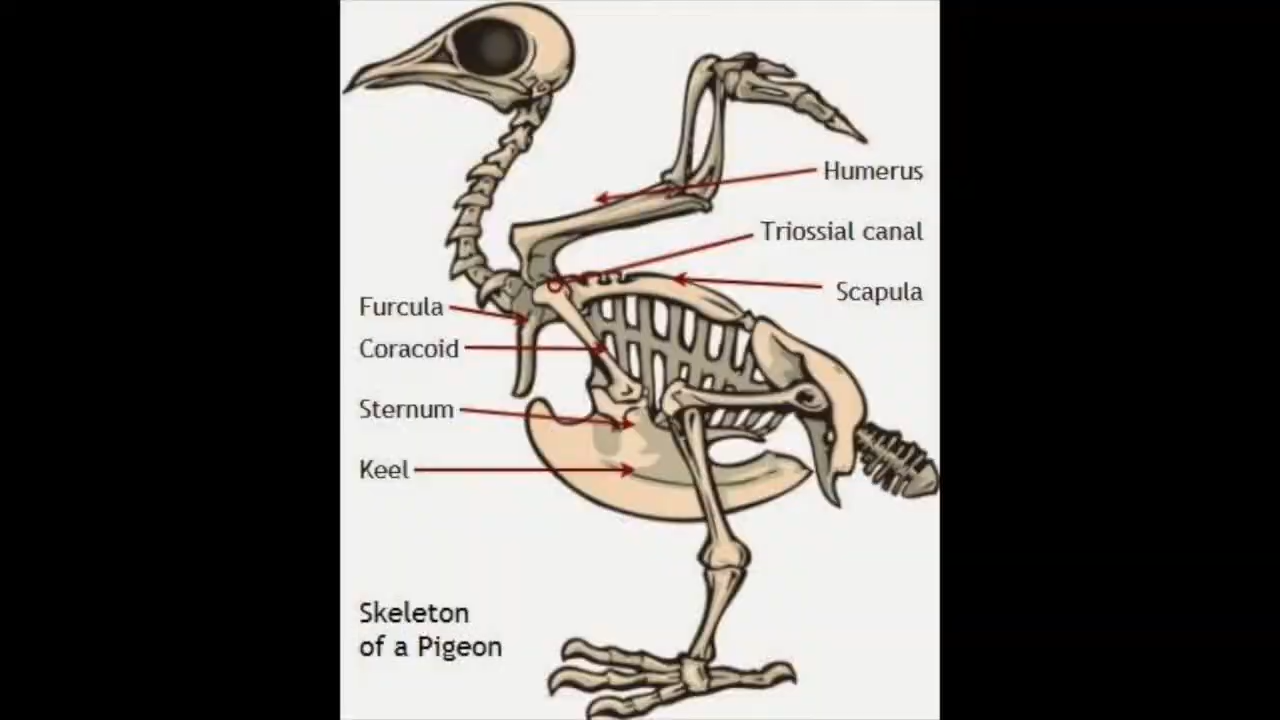 Humerus
Triossial canal
Scapula
Furcula
Coracoid
Sternum
Keel
Skeleton
of a Pigeon